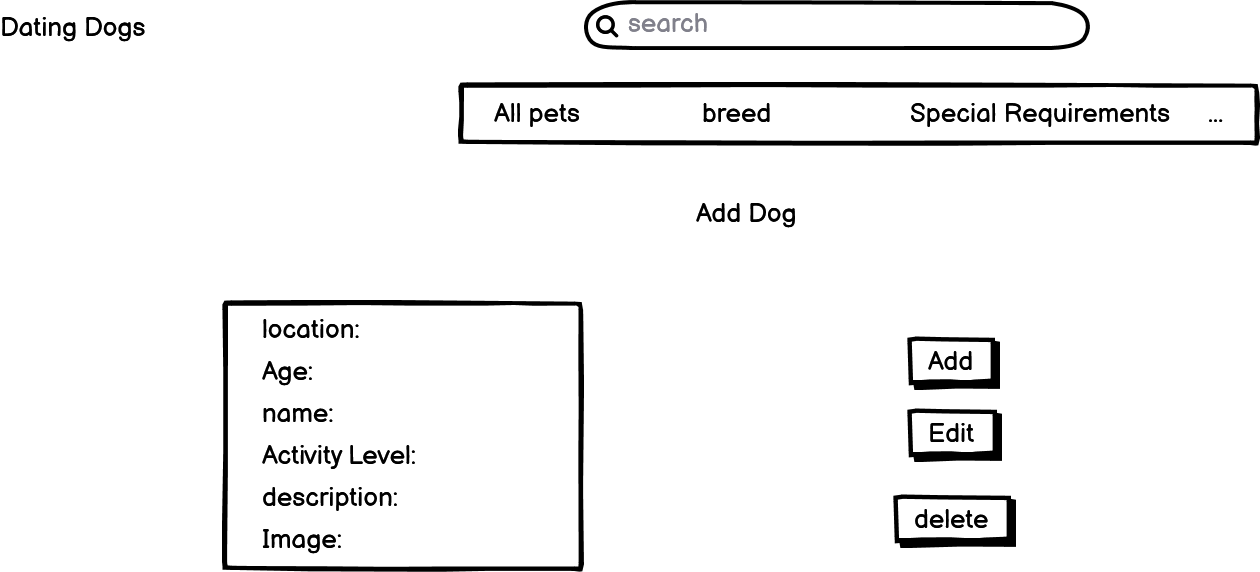 Dating Dogs
search
All pets breed Special Requirements ...
Add Dog
location:
Age:
name:
Activity Level:
description:
Image:
Add
Edit
delete